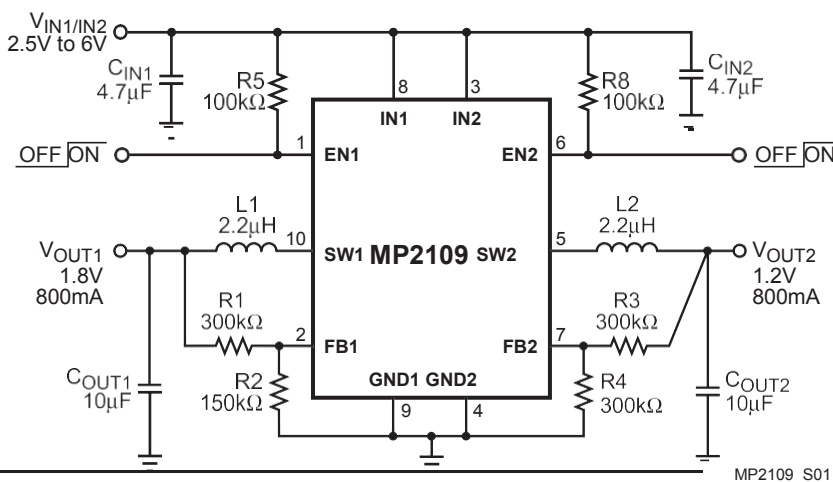 VIN1/IN2
2.5V to 6V
CIN1
4.7µF
R5
100kΩ
8
3
R8
100kΩ
CIN2
4.7µF
IN1
IN2
OFF ON
1
EN1
EN2
6
OFF ON
L1
2.2µH
L2
2.2µH
VOUT1
1.8V
800mA
10
SW1 MP2109 SW2
5
VOUT2
1.2V
800mA
R1
300kΩ
2
FB1
FB2
7
R3
300kΩ
COUT1
10µF
R2
150kΩ
GND1 GND2
R4
300kΩ
COUT2
10µF
9
4
MP2109_S01